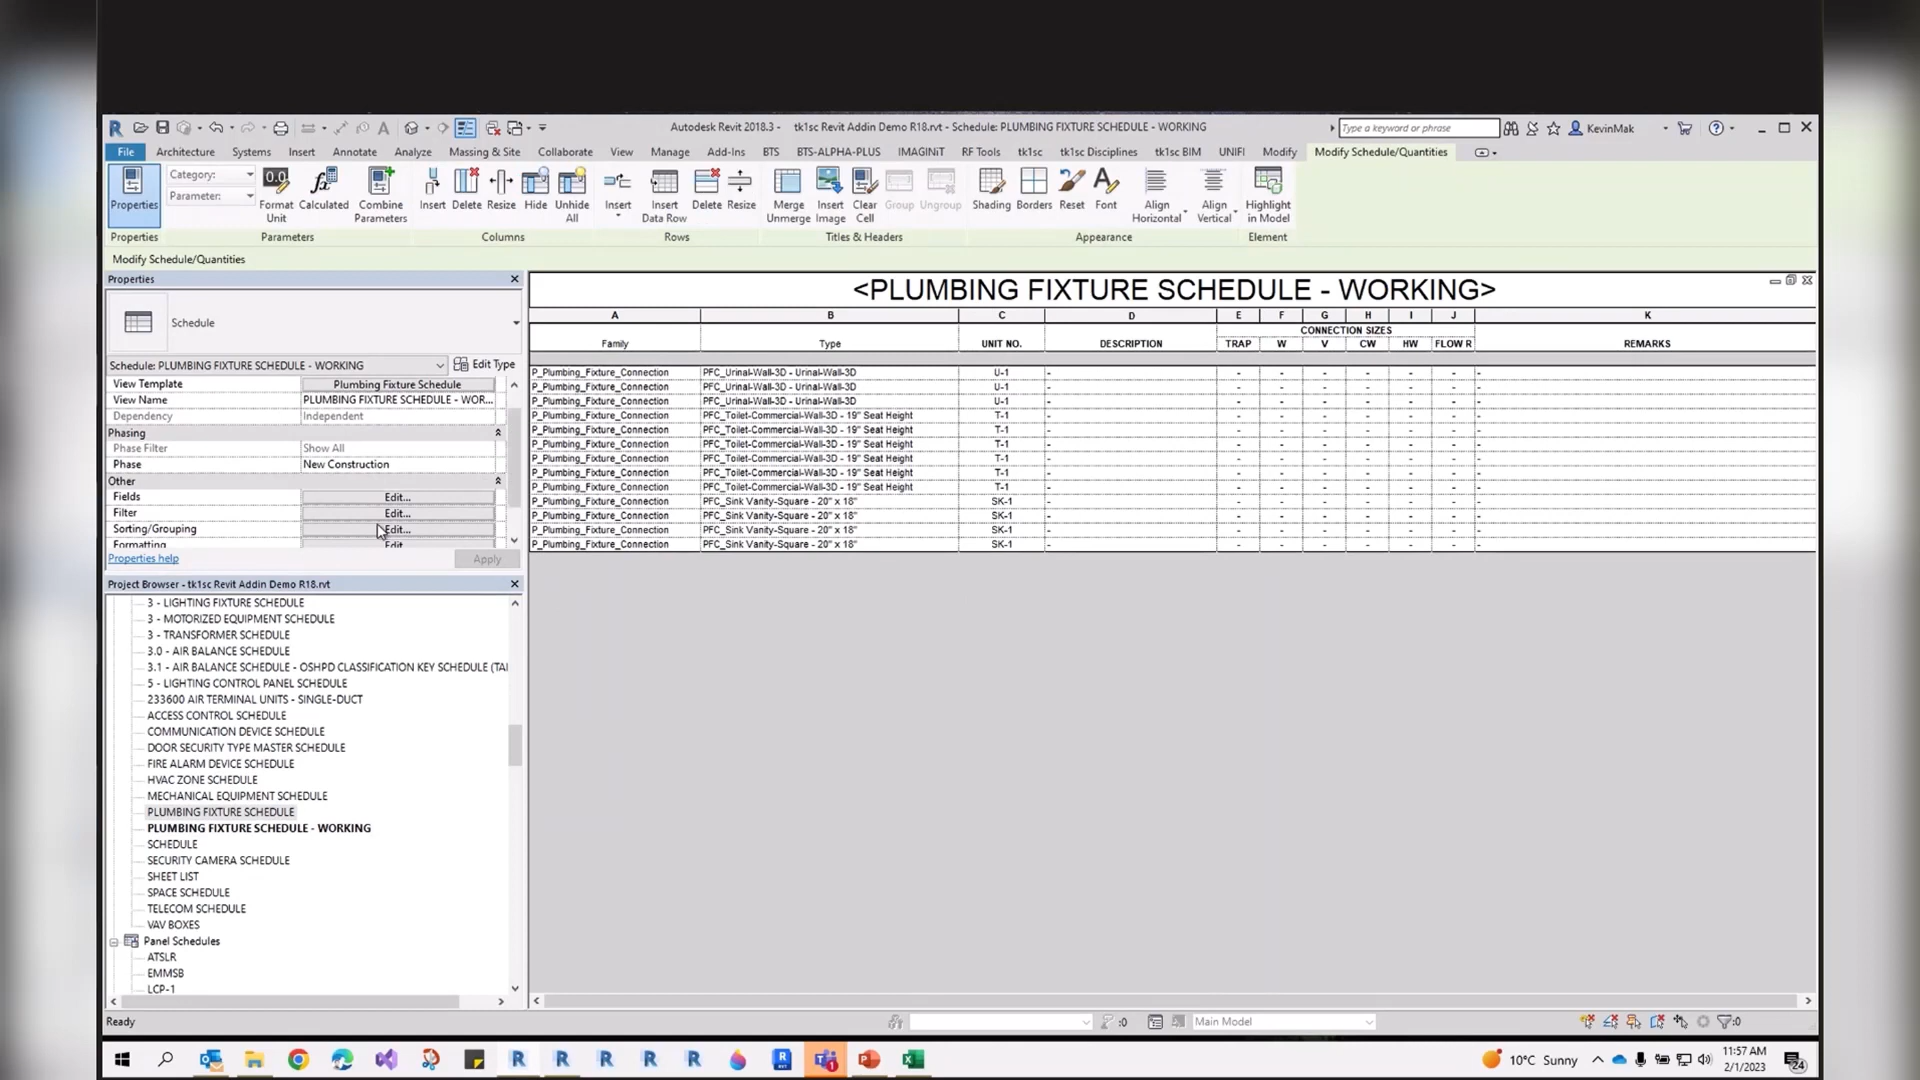 Autodesk Revit 2018.3 - tk1sc Revit Addin Demo R18.rvt - Schedule: PLUMBING FIXTURE SCHEDULE - WORKING
Type a keyword or phrase
KevinMak
File Architecture Systems Insert Annotate Analyze Massing & Site Collaborate View Manage Add-Ins BTS BTS-ALPHA-PLUS IMAGINiT RF Tools tk1sc tk1sc Disciplines tk1sc BIM UNIFI Modify Modify Schedule/Quantities
Properties
Category:
Parameter:
0.0
Format Unit
fx
Calculated
Combine Parameters
Insert Delete Resize Hide Unhide All
Insert Insert Data Row Delete Resize
Merge Unmerge Insert Image Clear Cell Group Ungroup
Shading Borders Reset Font Align Horizontal Align Vertical
Highlight in Model
Properties Parameters Columns Rows Titles & Headers Appearance Element
Modify Schedule/Quantities
Properties
Schedule
Schedule: PLUMBING FIXTURE SCHEDULE - WORKING Edit Type
View Template Plumbing Fixture Schedule
View Name PLUMBING FIXTURE SCHEDULE - WOR...
Dependency Independent
Phasing
Phase Filter Show All
Phase New Construction
Other
Fields Edit...
Filter Edit...
Sorting/Grouping Edit...
Formatting Edit
Properties help Apply
Project Browser - tk1sc Revit Addin Demo R18.rvt
3 - LIGHTING FIXTURE SCHEDULE
3 - MOTORIZED EQUIPMENT SCHEDULE
3 - TRANSFORMER SCHEDULE
3.0 - AIR BALANCE SCHEDULE
3.1 - AIR BALANCE SCHEDULE - OSHPD CLASSIFICATION KEY SCHEDULE (TA
5 - LIGHTING CONTROL PANEL SCHEDULE
233600 AIR TERMINAL UNITS - SINGLE-DUCT
ACCESS CONTROL SCHEDULE
COMMUNICATION DEVICE SCHEDULE
DOOR SECURITY TYPE MASTER SCHEDULE
FIRE ALARM DEVICE SCHEDULE
HVAC ZONE SCHEDULE
MECHANICAL EQUIPMENT SCHEDULE
PLUMBING FIXTURE SCHEDULE
PLUMBING FIXTURE SCHEDULE - WORKING
SCHEDULE
SECURITY CAMERA SCHEDULE
SHEET LIST
SPACE SCHEDULE
TELECOM SCHEDULE
VAV BOXES
Panel Schedules
ATSLR
EMMSB
LCP-1
<PLUMBING FIXTURE SCHEDULE - WORKING>
A B C D E F G H I J K
CONNECTION SIZES
Family Type UNIT NO. DESCRIPTION TRAP W V CW HW FLOW R REMARKS
P_Plumbing_Fixture_Connection PFC_Urinal-Wall-3D - Urinal-Wall-3D U-1 - - - - - - - -
P_Plumbing_Fixture_Connection PFC_Urinal-Wall-3D - Urinal-Wall-3D U-1 - - - - - - - -
P_Plumbing_Fixture_Connection PFC_Urinal-Wall-3D - Urinal-Wall-3D U-1 - - - - - - - -
P_Plumbing_Fixture_Connection PFC_Toilet-Commercial-Wall-3D - 19" Seat Height T-1 - - - - - - - -
P_Plumbing_Fixture_Connection PFC_Toilet-Commercial-Wall-3D - 19" Seat Height T-1 - - - - - - - -
P_Plumbing_Fixture_Connection PFC_Toilet-Commercial-Wall-3D - 19" Seat Height T-1 - - - - - - - -
P_Plumbing_Fixture_Connection PFC_Toilet-Commercial-Wall-3D - 19" Seat Height T-1 - - - - - - - -
P_Plumbing_Fixture_Connection PFC_Toilet-Commercial-Wall-3D - 19" Seat Height T-1 - - - - - - - -
P_Plumbing_Fixture_Connection PFC_Toilet-Commercial-Wall-3D - 19" Seat Height T-1 - - - - - - - -
P_Plumbing_Fixture_Connection PFC_Sink Vanity-Square - 20" x 18" SK-1 - - - - - - - -
P_Plumbing_Fixture_Connection PFC_Sink Vanity-Square - 20" x 18" SK-1 - - - - - - - -
P_Plumbing_Fixture_Connection PFC_Sink Vanity-Square - 20" x 18" SK-1 - - - - - - - -
P_Plumbing_Fixture_Connection PFC_Sink Vanity-Square - 20" x 18" SK-1 - - - - - - - -
Ready :0 Main Model :0
10°C Sunny
11:57 AM
2/1/2023
24